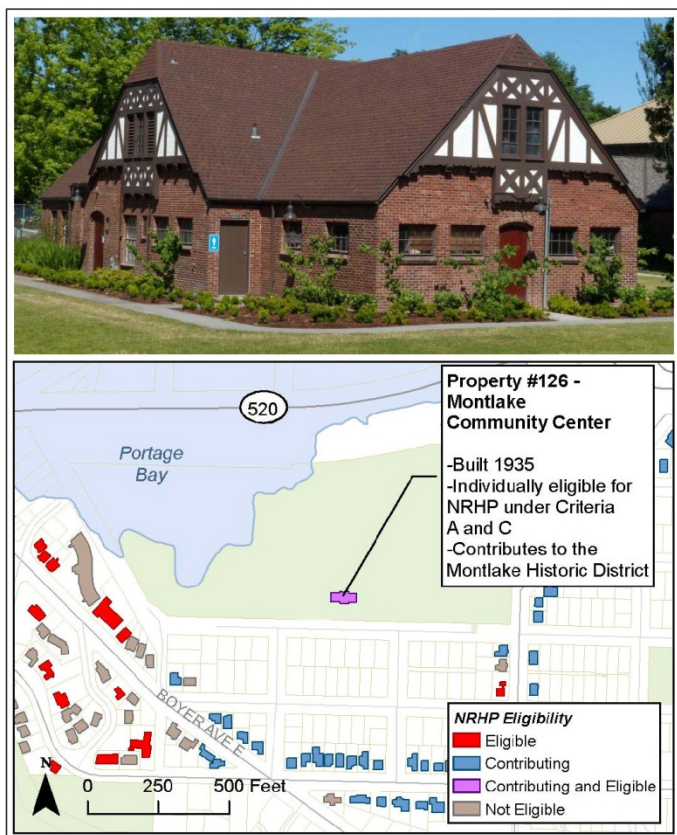 520
Portage
Bay
Property #126 -
Montlake
Community Center
-Built 1935
-Individually eligible for
NRHP under Criteria
A and C
-Contributes to the
Montlake Historic District
BOYER AVE E
NRHP Eligibility
Eligible
Contributing
Contributing and Eligible
Not Eligible
N
0 250 500 Feet